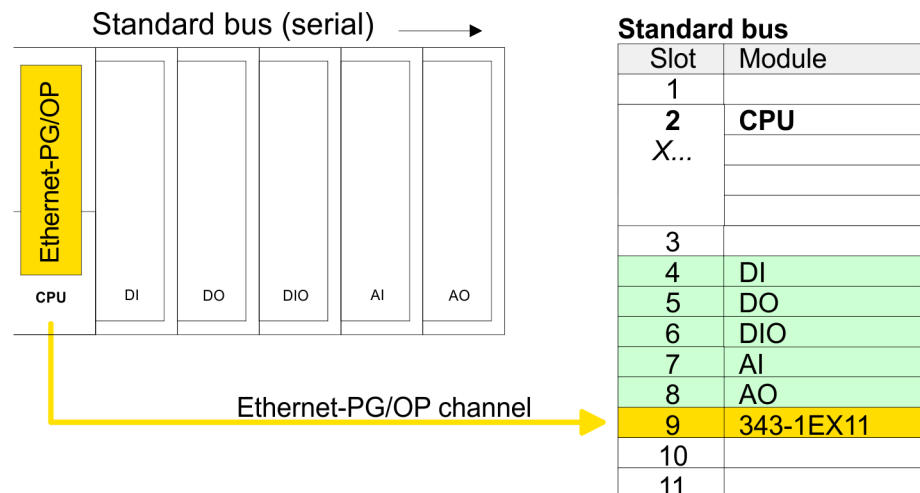 Standard bus (serial)
Ethernet-PG/OP
CPU
DI
DO
DIO
AI
AO
Ethernet-PG/OP channel
Standard bus
Slot Module
1
2 CPU
X...
3
4 DI
5 DO
6 DIO
7 AI
8 AO
9 343-1EX11
10
11